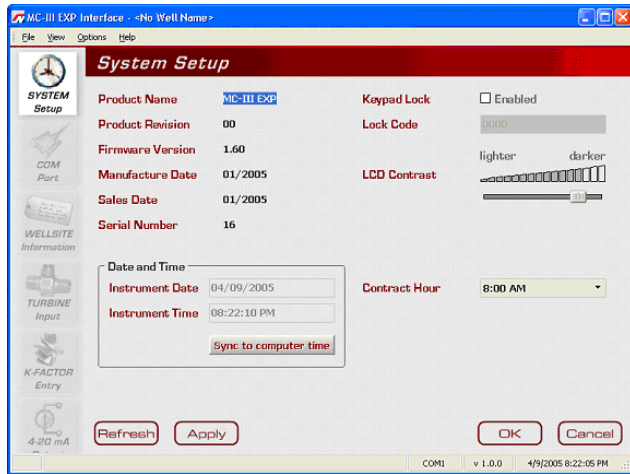 MC-III EXP Interface - <No Well Name>
File View Options Help
System Setup
SYSTEM
Setup
COM
Port
WELLSITE
Information
TURBINE
Input
K-FACTOR
Entry
4-20 mA
Product Name MC-III EXP
Product Revision 00
Firmware Version 1.60
Manufacture Date 01/2005
Sales Date 01/2005
Serial Number 16
Keypad Lock Enabled
Lock Code 0000
lighter darker
LCD Contrast
Date and Time
Instrument Date 04/09/2005
Instrument Time 08:22:10 PM
Sync to computer time
Contract Hour 8:00 AM
Refresh Apply OK Cancel
COM1 v 1.0.0 4/9/2005 8:22:05 PM